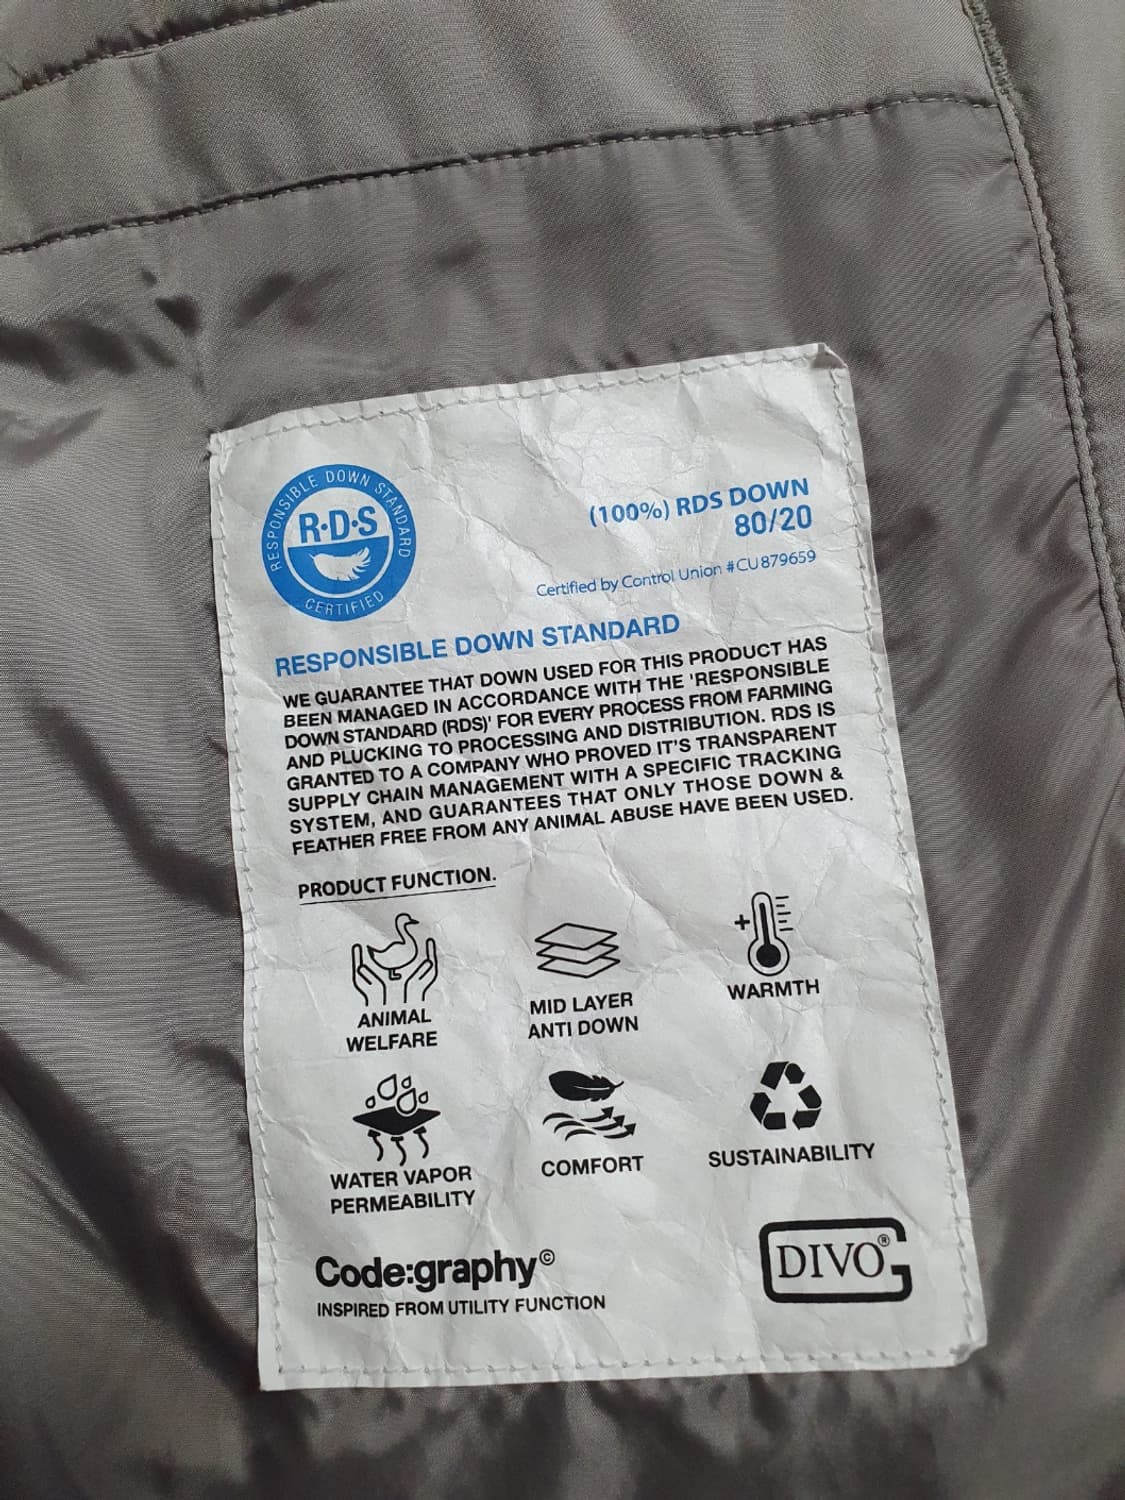 RESPONSIBLE DOWN STANDARD
R·D·S
CERTIFIED
(100%) RDS DOWN
80/20
Certified by Control Union #CU879659
RESPONSIBLE DOWN STANDARD
WE GUARANTEE THAT DOWN USED FOR THIS PRODUCT HAS
BEEN MANAGED IN ACCORDANCE WITH THE 'RESPONSIBLE
DOWN STANDARD (RDS)' FOR EVERY PROCESS FROM FARMING
AND PLUCKING TO PROCESSING AND DISTRIBUTION. RDS IS
GRANTED TO A COMPANY WHO PROVED IT'S TRANSPARENT
SUPPLY CHAIN MANAGEMENT WITH A SPECIFIC TRACKING
SYSTEM, AND GUARANTEES THAT ONLY THOSE DOWN &
FEATHER FREE FROM ANY ANIMAL ABUSE HAVE BEEN USED.
PRODUCT FUNCTION.
ANIMAL
WELFARE
MID LAYER
ANTI DOWN
WARMTH
WATER VAPOR
PERMEABILITY
COMFORT
SUSTAINABILITY
Code:graphy©
INSPIRED FROM UTILITY FUNCTION
DIVO®